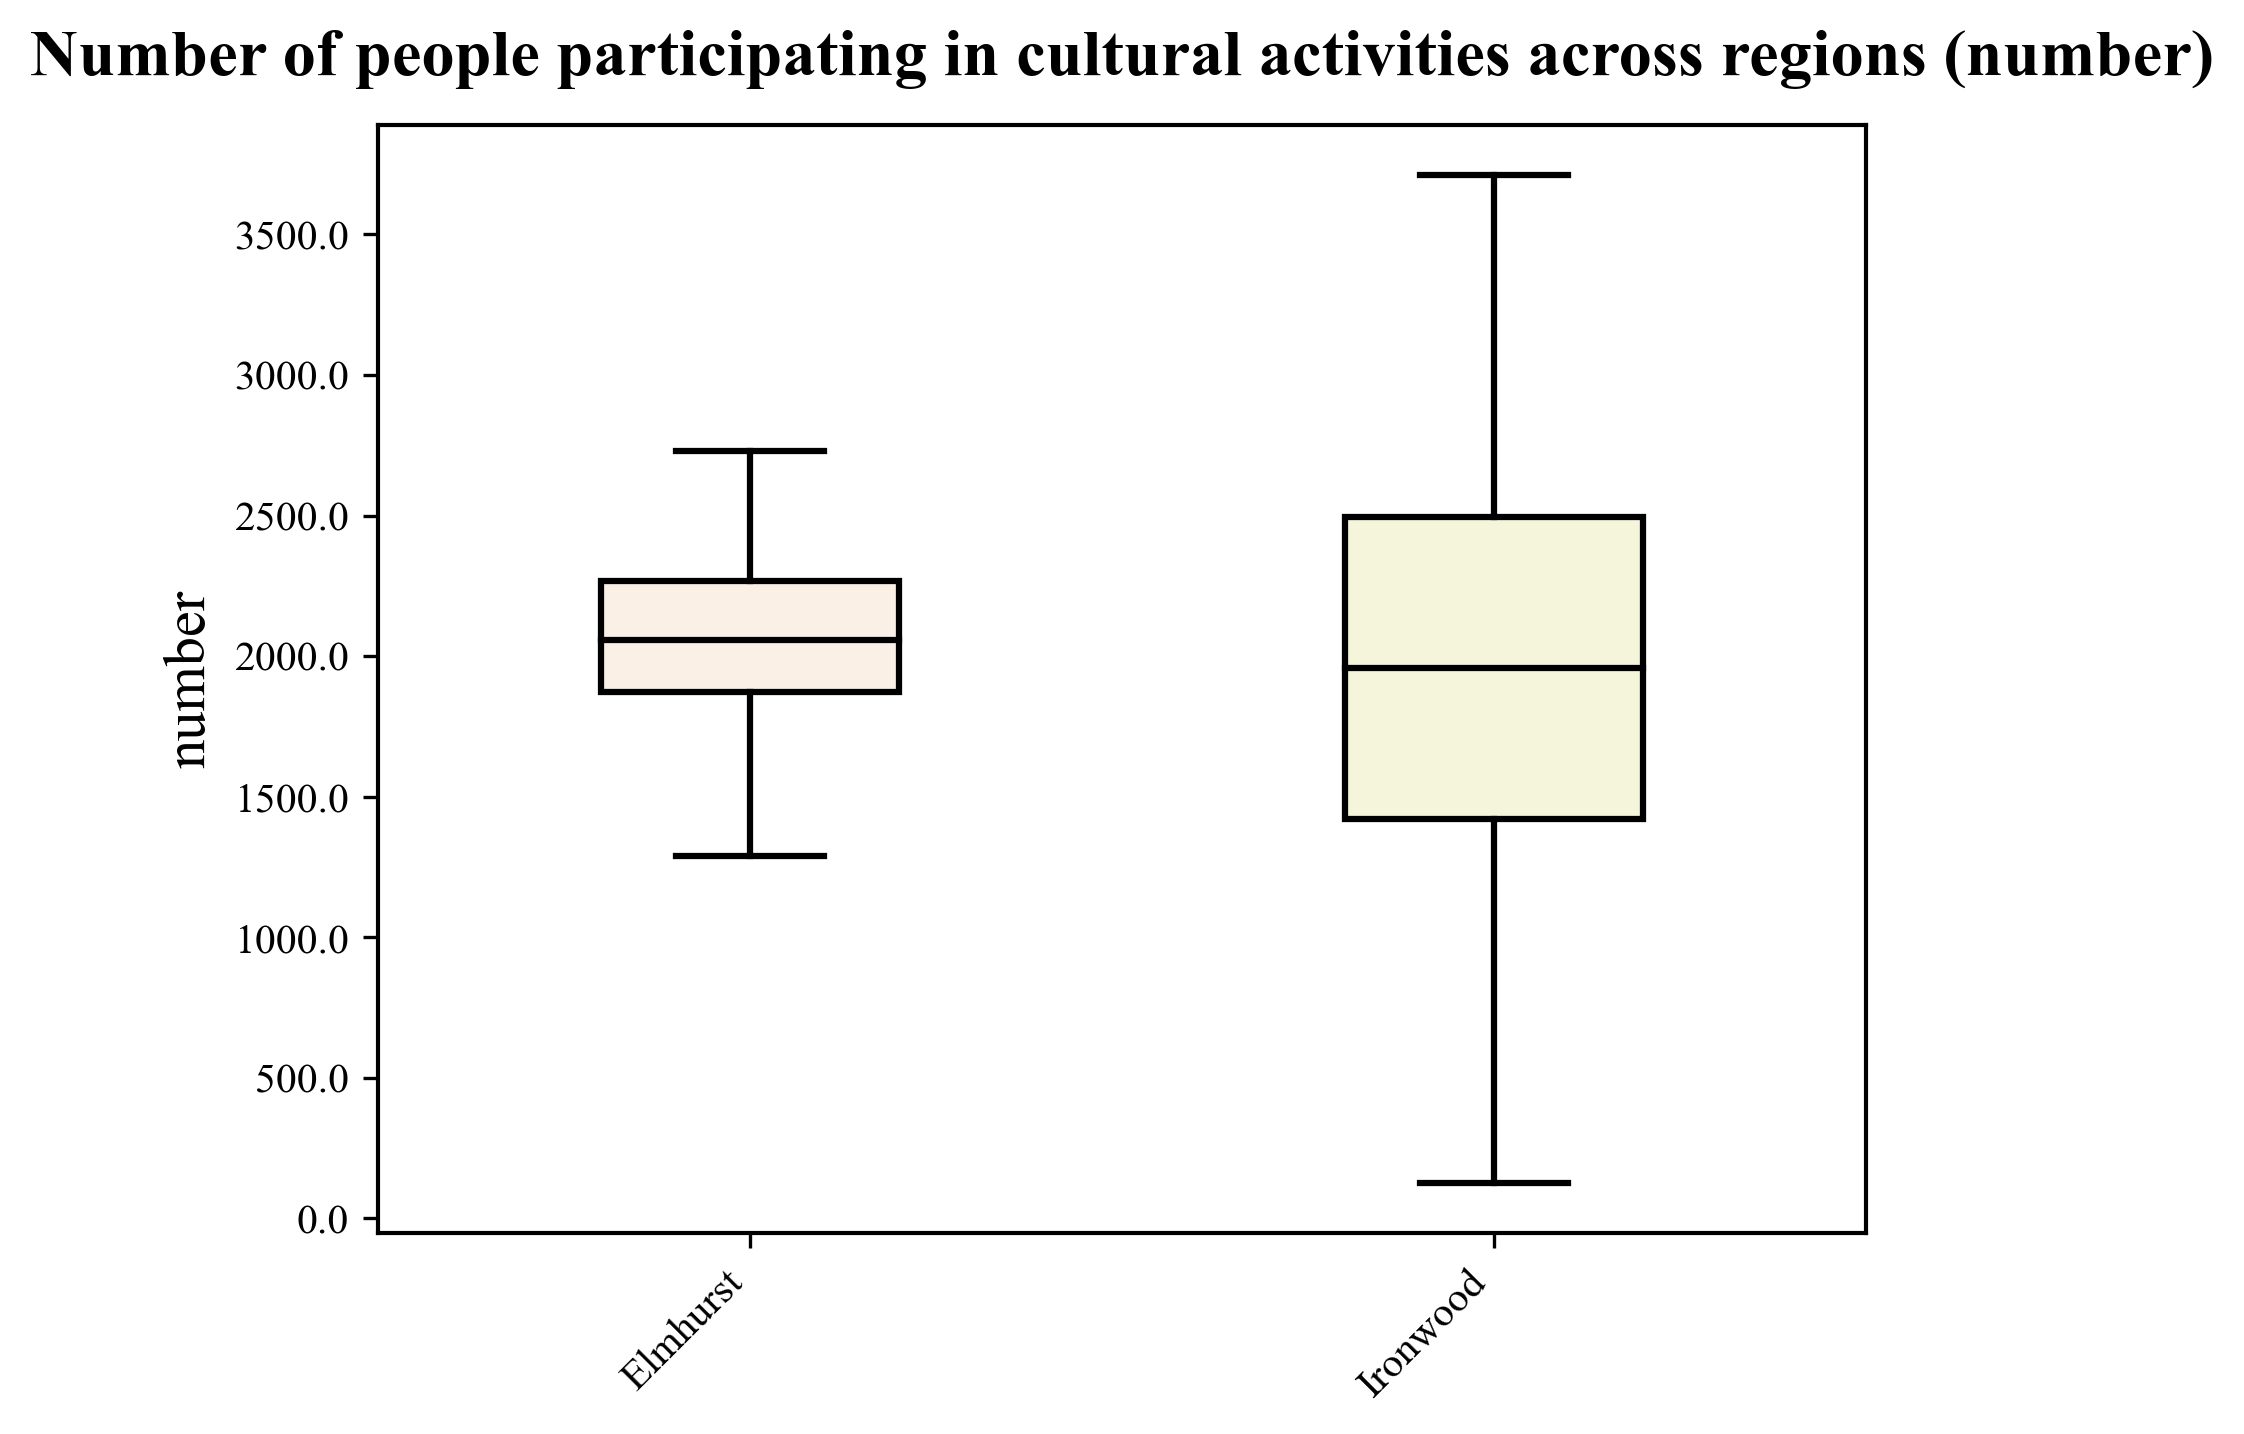 Number of people participating in cultural activities across regions (number)
number
3500.0
3000.0
2500.0
2000.0
1500.0
1000.0
500.0
0.0
Elmhurst
Ironwood